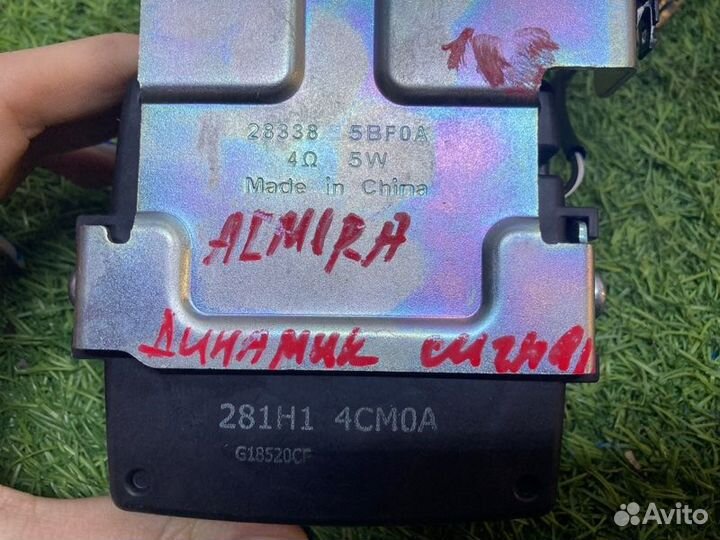 28338 5BF0A
4Ω 5W
Made in China
ALMIRA
ДИНАМИК
281H1 4CM0A
G18520CF
Avito